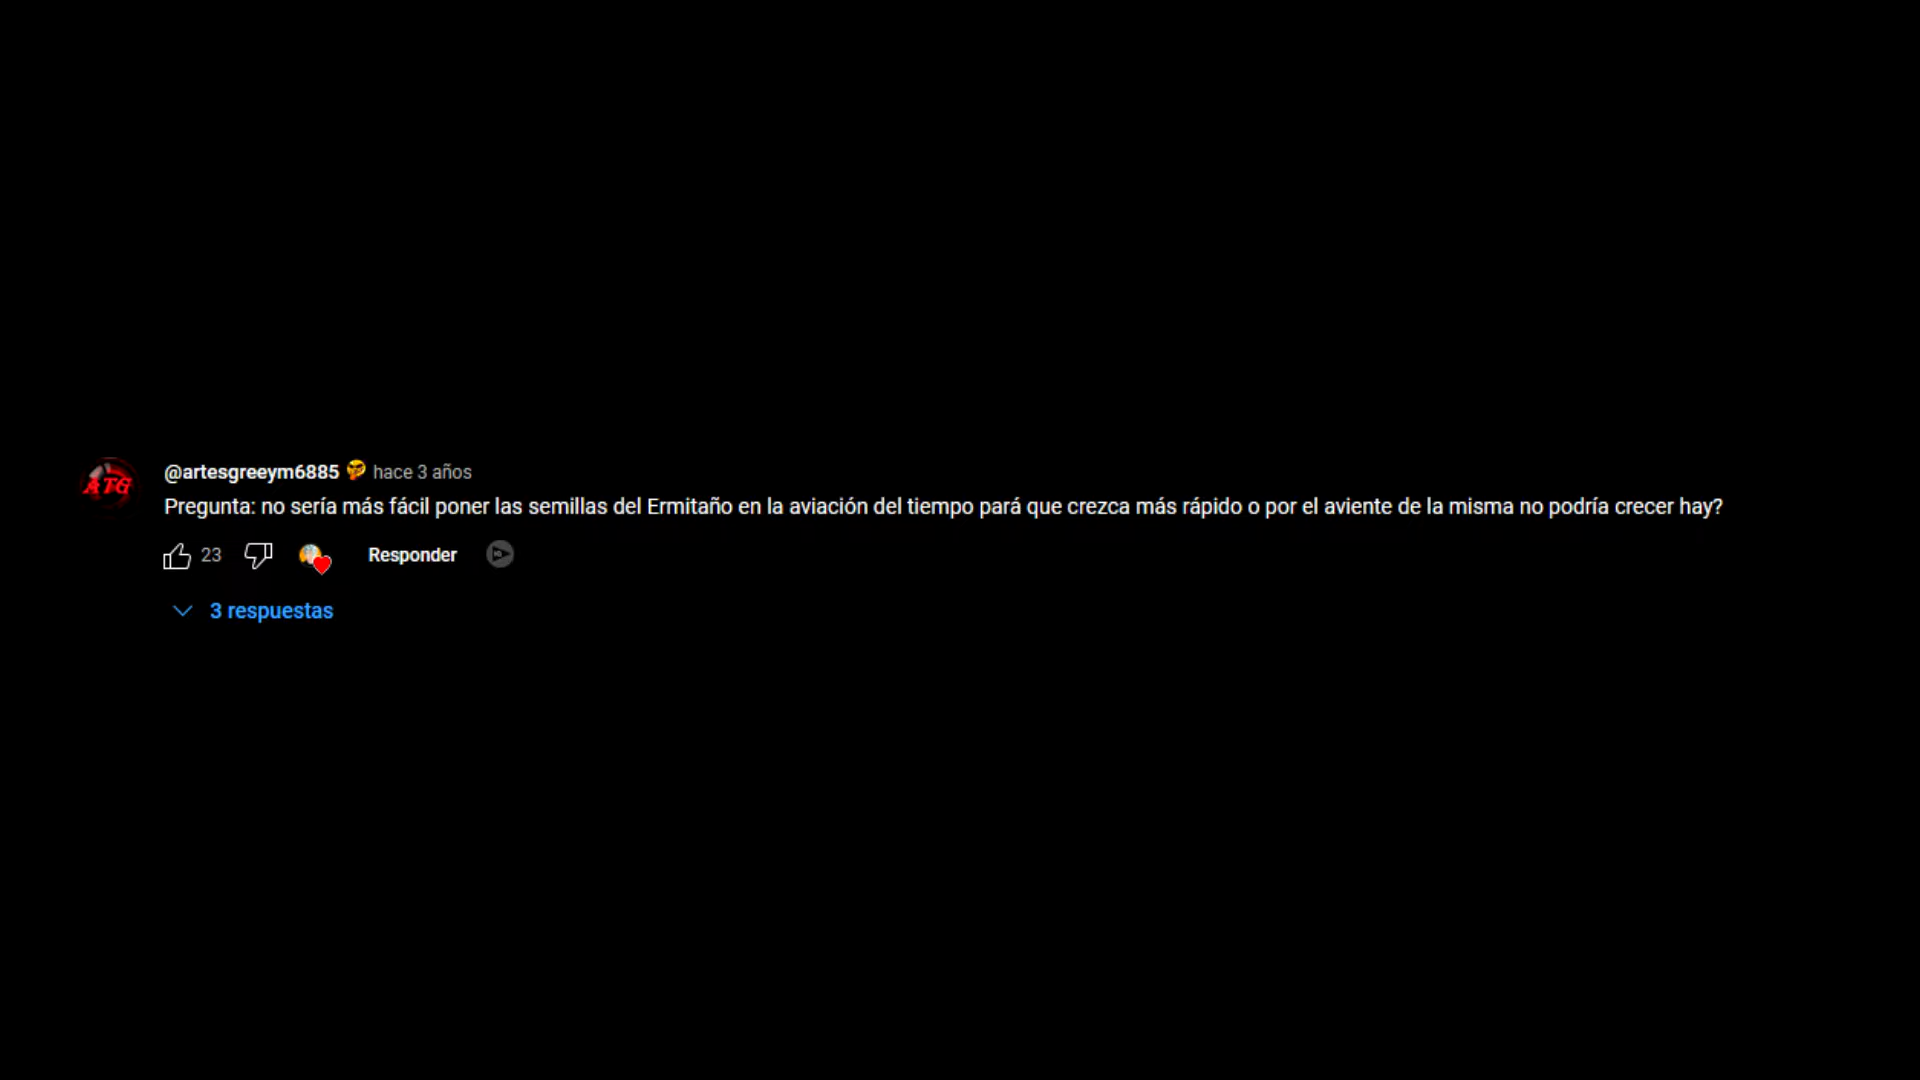 ATG
@artesgreeym6885 hace 3 años
Pregunta: no sería más fácil poner las semillas del Ermitaño en la aviación del tiempo pará que crezca más rápido o por el aviente de la misma no podría crecer hay?
23 Responder
3 respuestas